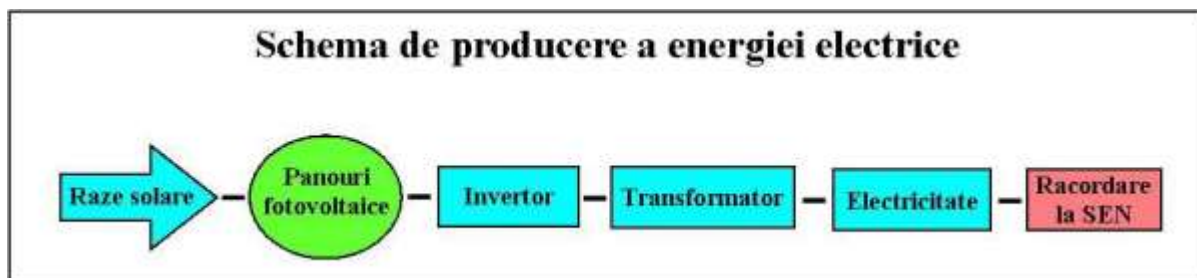 Schema de producere a energiei electrice
Raze solare
Panouri
fotovoltaice
Invertor
Transformator
Electricitate
Racordare
la SEN